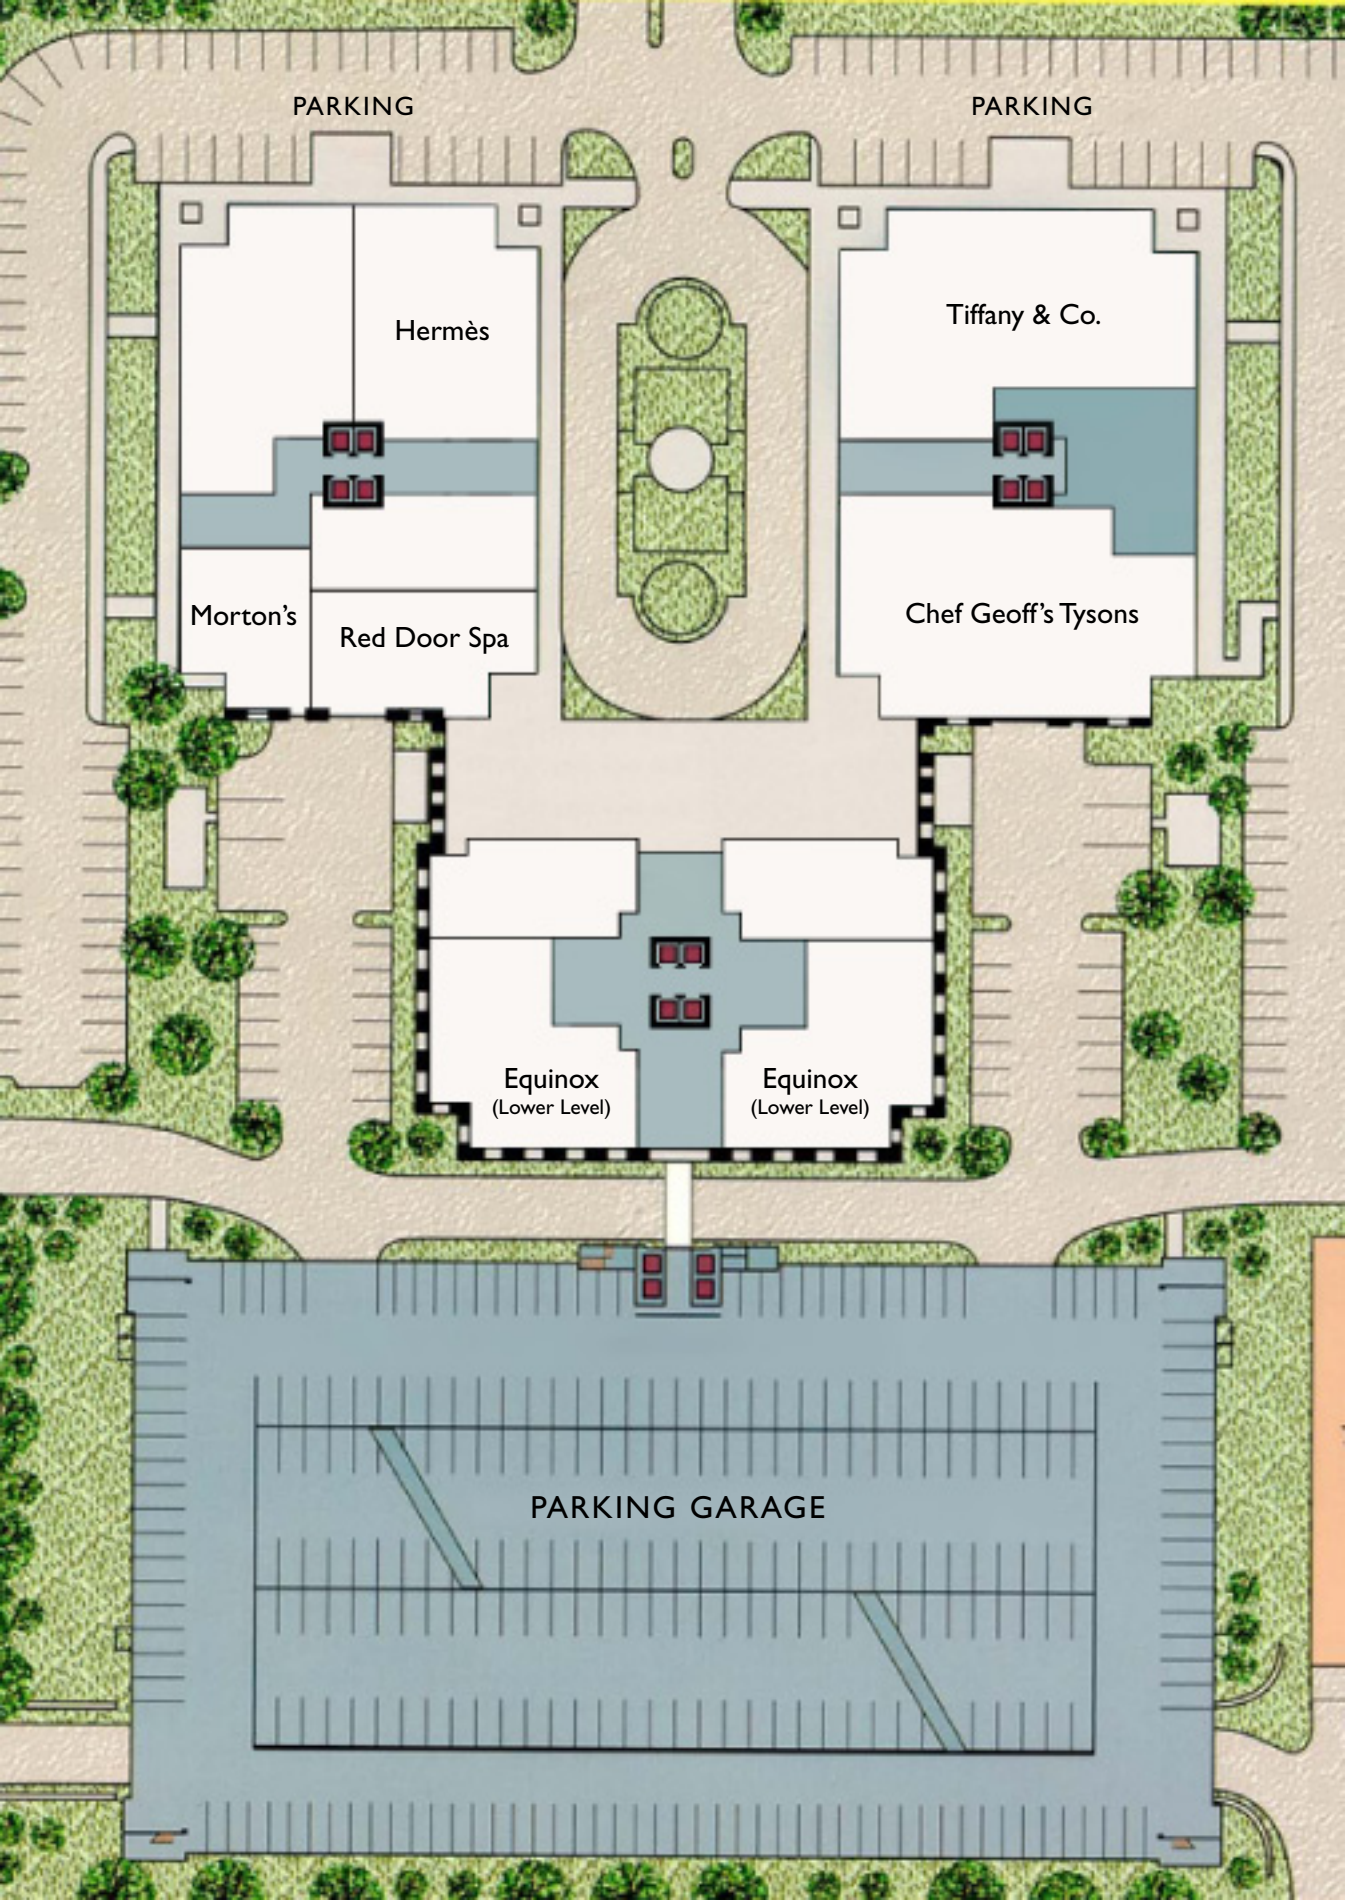 PARKING
PARKING
Hermès
Tiffany & Co.
Morton’s
Red Door Spa
Chef Geoff’s Tysons
Equinox
(Lower Level)
Equinox
(Lower Level)
PARKING GARAGE